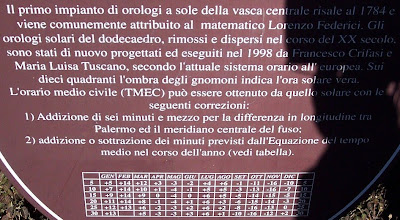 Il primo impianto di orologi a sole della vasca centrale risale al 1784 e
viene comunemente attribuito al matematico Lorenzo Federici. Gli
orologi solari del dodecaedro, rimossi e dispersi nel corso del XX secolo,
sono stati di nuovo progettati ed eseguiti nel 1998 da Francesco Crifasi e
Maria Luisa Tuscano, secondo l'attuale sistema orario all' europea. Sui
dieci quadranti l'ombra degli gnomoni indica l'ora solare vera.
L'orario medio civile (TMEC) può essere ottenuto da quello solare con le
seguenti correzioni:
1) Addizione di sei minuti e mezzo per la differenza in longitudine tra
Palermo ed il meridiano centrale del fuso;
2) addizione o sottrazione dei minuti previsti dall'Equazione del tempo
medio nel corso dell'anno (vedi tabella).
GEN FEB MAR APR MAG GIU LUG AGO SET OTT NOV DIC